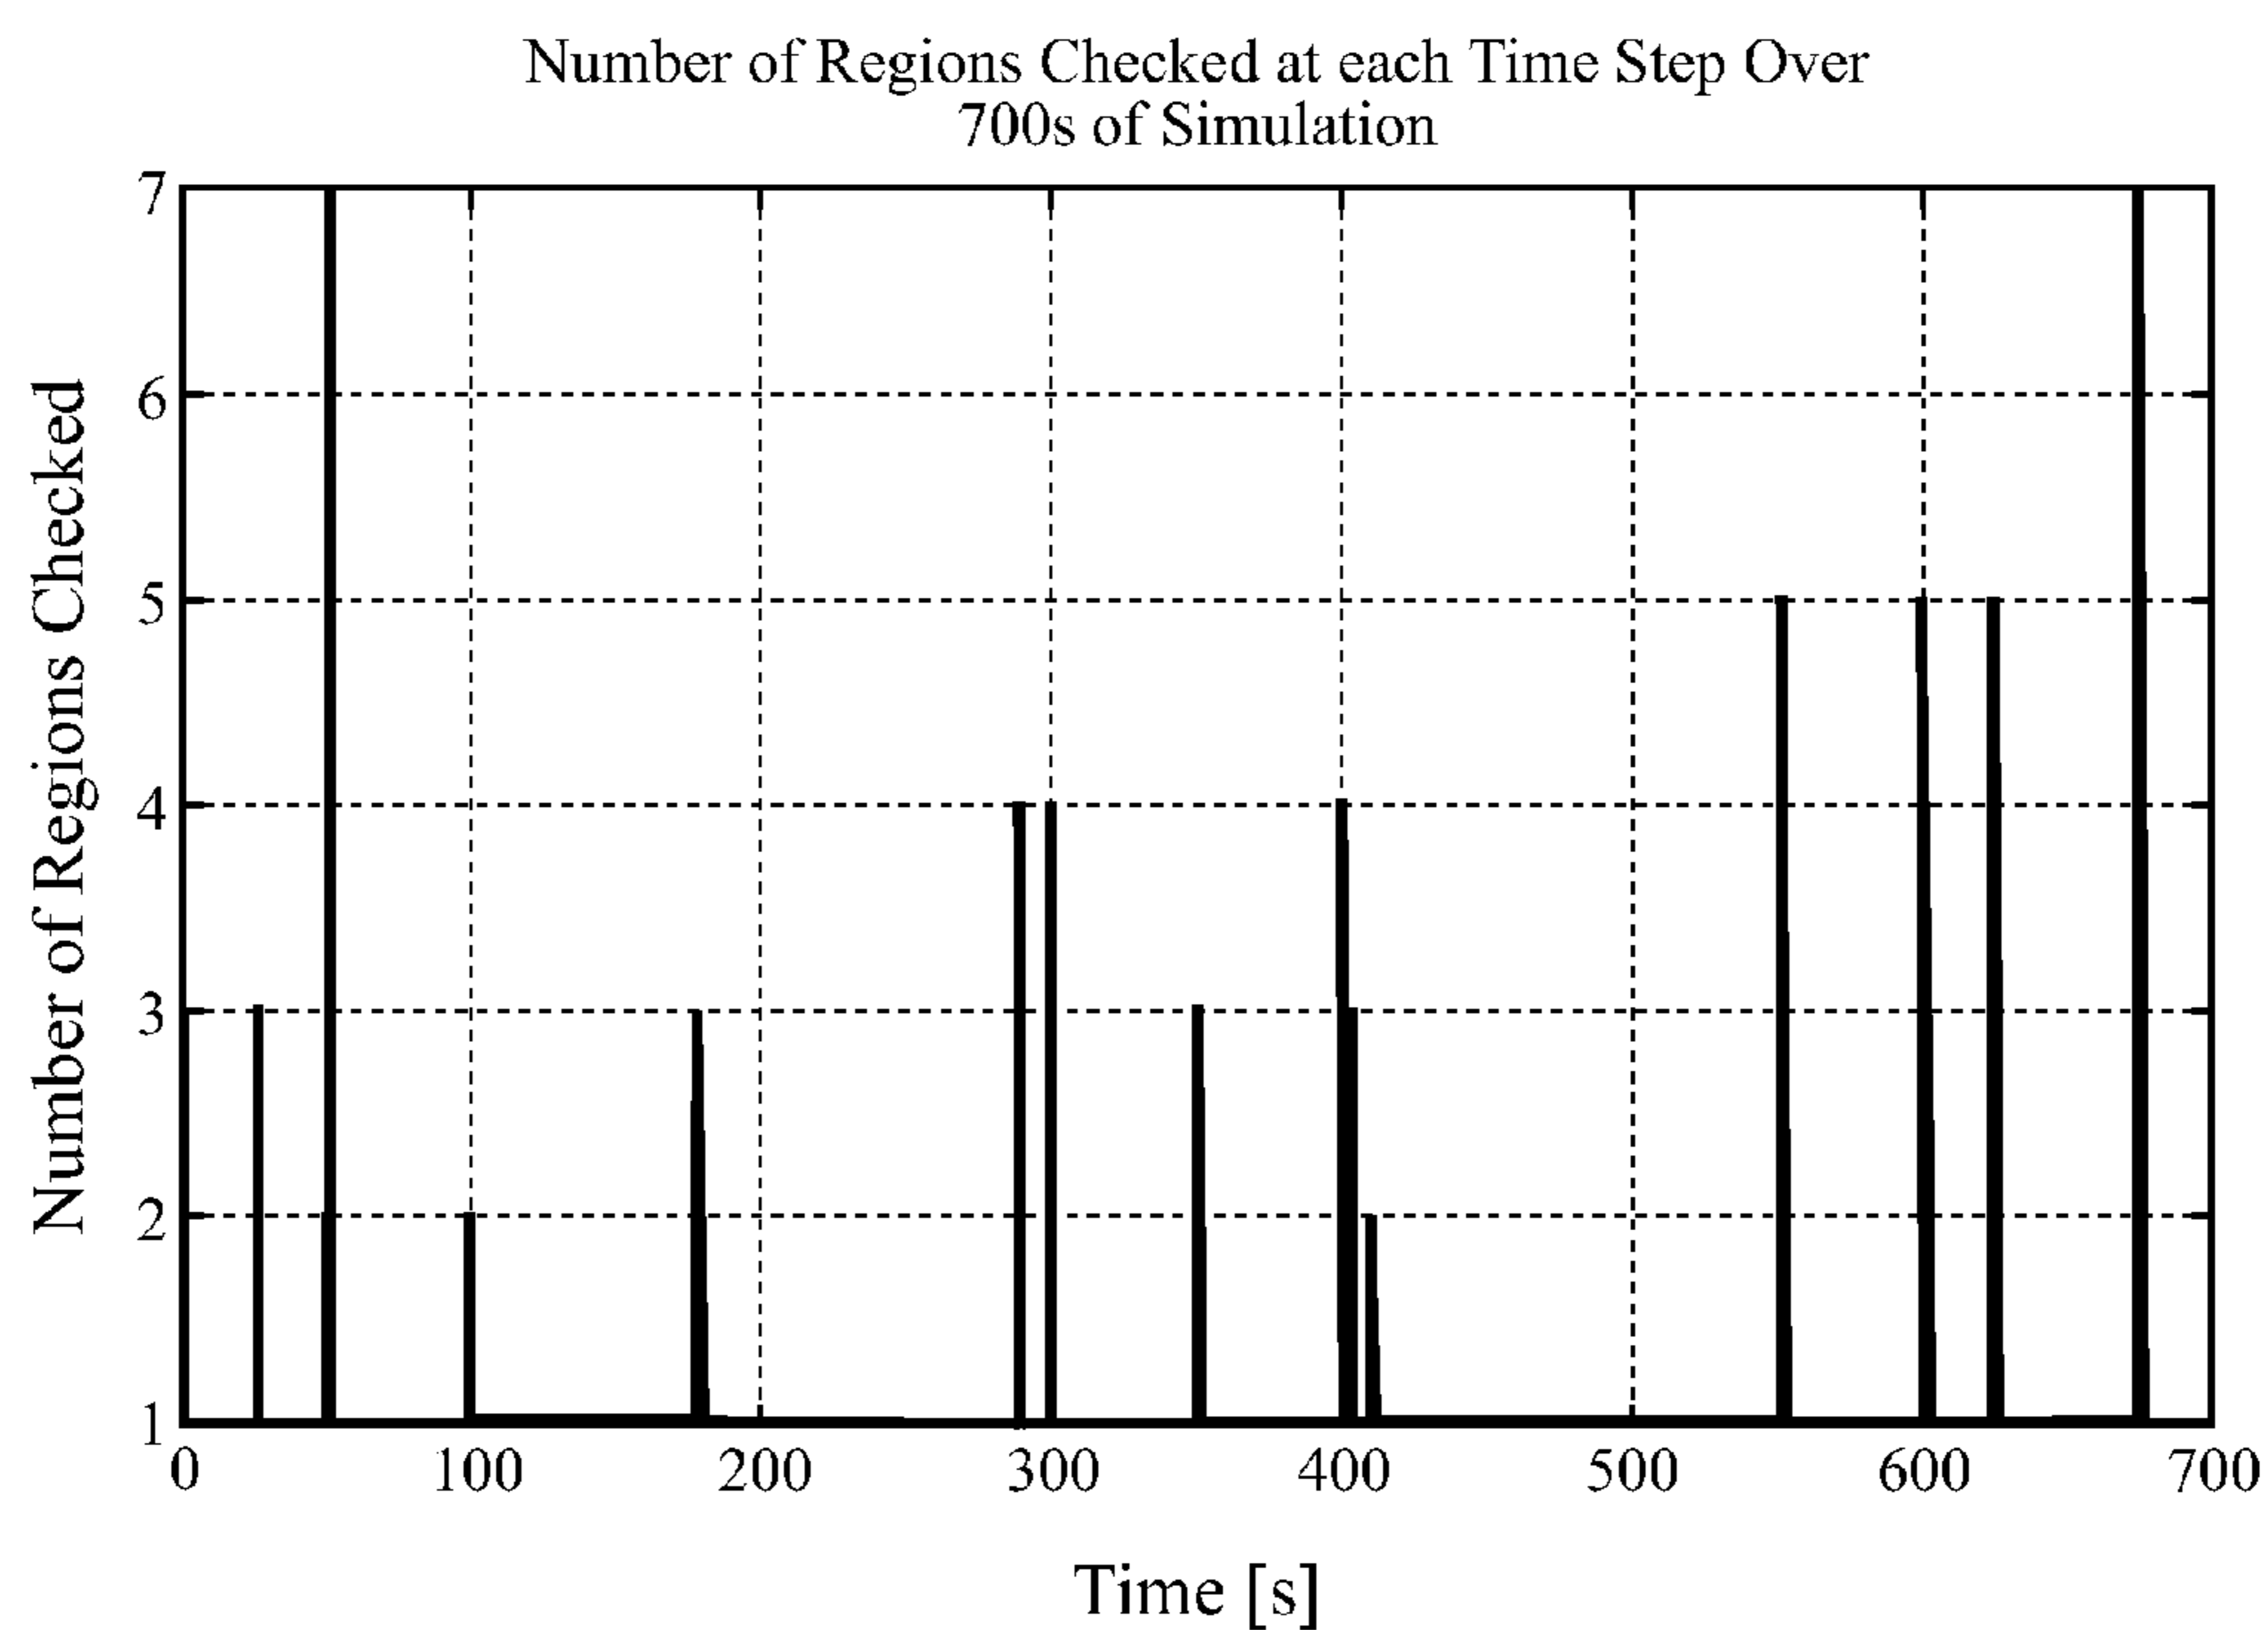 Number of Regions Checked at each Time Step Over
700s of Simulation
Number of Regions Checked
7
6
5
4
3
2
1
0 100 200 300 400 500 600 700
Time [s]